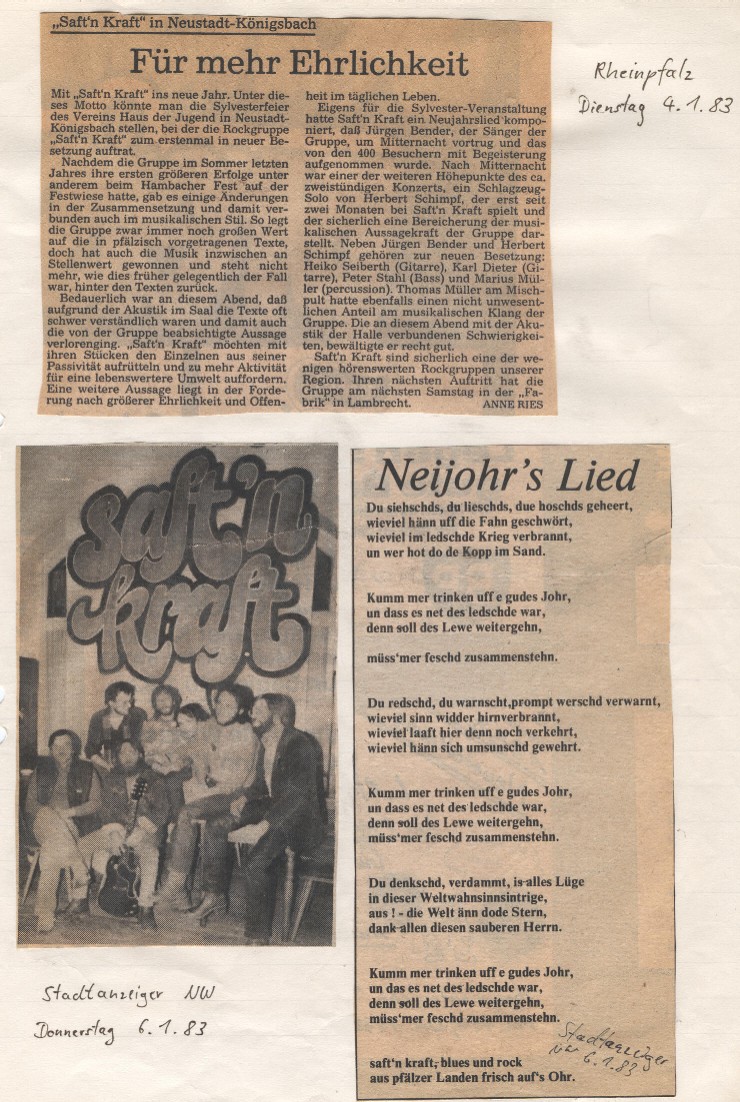 „Saft'n Kraft" in Neustadt-Königsbach
Für mehr Ehrlichkeit
Mit „Saft'n Kraft" ins neue Jahr. Unter die-
ses Motto könnte man die Sylvesterfeier
des Vereins Haus der Jugend in Neustadt-
Königsbach stellen, bei der die Rockgruppe
„Saft'n Kraft" zum erstenmal in neuer Be-
setzung auftrat.
Nachdem die Gruppe im Sommer letzten
Jahres ihre ersten größeren Erfolge unter
anderem beim Hambacher Fest auf der
Festwiese hatte, gab es einige Änderungen
in der Zusammensetzung und damit ver-
bunden auch im musikalischen Stil. So legt
die Gruppe zwar immer noch großen Wert
auf die in pfälzisch vorgetragenen Texte,
doch hat auch die Musik inzwischen an
Stellenwert gewonnen und steht nicht
mehr, wie dies früher gelegentlich der Fall
war, hinter den Texten zurück.
Bedauerlich war an diesem Abend, daß
aufgrund der Akustik im Saal die Texte oft
schwer verständlich waren und damit auch
die von der Gruppe beabsichtigte Aussage
verlorenging. „Saft'n Kraft" möchten mit
ihren Stücken den Einzelnen aus seiner
Passivität aufrütteln und zu mehr Aktivität
für eine lebenswertere Umwelt auffordern.
Eine weitere Aussage liegt in der Forde-
rung nach größerer Ehrlichkeit und Offen-
heit im täglichen Leben.
Eigens für die Sylvester-Veranstaltung
hatte Saft'n Kraft ein Neujahrslied kompo-
niert, daß Jürgen Bender, der Sänger der
Gruppe, um Mitternacht vortrug und das
von den 400 Besuchern mit Begeisterung
aufgenommen wurde. Nach Mitternacht
war einer der weiteren Höhepunkte des ca.
zweistündigen Konzerts, ein Schlagzeug-
Solo von Herbert Schimpf, der erst seit
zwei Monaten bei Saft'n Kraft spielt und
der sicherlich eine Bereicherung der musi-
kalischen Aussagekraft der Gruppe dar-
stellt. Neben Jürgen Bender und Herbert
Schimpf gehören zur neuen Besetzung:
Heiko Seiberth (Gitarre), Karl Dieter (Gi-
tarre), Peter Stahl (Bass) und Marius Mül-
ler (percussion). Thomas Müller am Misch-
pult hatte ebenfalls einen nicht unwesent-
lichen Anteil am musikalischen Klang der
Gruppe. Die an diesem Abend mit der Aku-
stik der Halle verbundenen Schwierigkei-
ten, bewältigte er recht gut.
Saft'n Kraft sind sicherlich eine der we-
nigen hörenswerten Rockgruppen unserer
Region. Ihren nächsten Auftritt hat die
Gruppe am nächsten Samstag in der „Fa-
brik" in Lambrecht. ANNE RIES
Rheinpfalz
Dienstag 4.1.83
saft'n
kraft
Stadtanzeiger NW
Donnerstag 6.1.83
Neijohr's Lied
Du siehschds, du lieschds, due hoschds geheert,
wieviel hänn uff die Fahn geschwört,
wieviel im ledschde Krieg verbrannt,
un wer hot do de Kopp im Sand.
Kumm mer trinken uff e gudes Johr,
un dass es net des ledschde war,
denn soll des Lewe weitergehn,
müss'mer feschd zusammenstehn.
Du redschd, du warnscht,prompt werschd verwarnt,
wieviel sinn widder hirnverbrannt,
wieviel laaft hier denn noch verkehrt,
wieviel hänn sich umsunschd gewehrt.
Kumm mer trinken uff e gudes Johr,
un dass es net des ledschde war,
denn soll des Lewe weitergehn,
müss'mer feschd zusammenstehn.
Du denkschd, verdammt, is alles Lüge
in dieser Weltwahnsinnsintrige,
aus ! - die Welt änn dode Stern,
dank allen diesen sauberen Herrn.
Kumm mer trinken uff e gudes Johr,
un das es net des ledschde war,
denn soll des Lewe weitergehn,
müss'mer feschd zusammenstehn.
saft'n kraft, blues und rock
aus pfälzer Landen frisch auf's Ohr.
Stadtanzeiger
NW 6.1.83